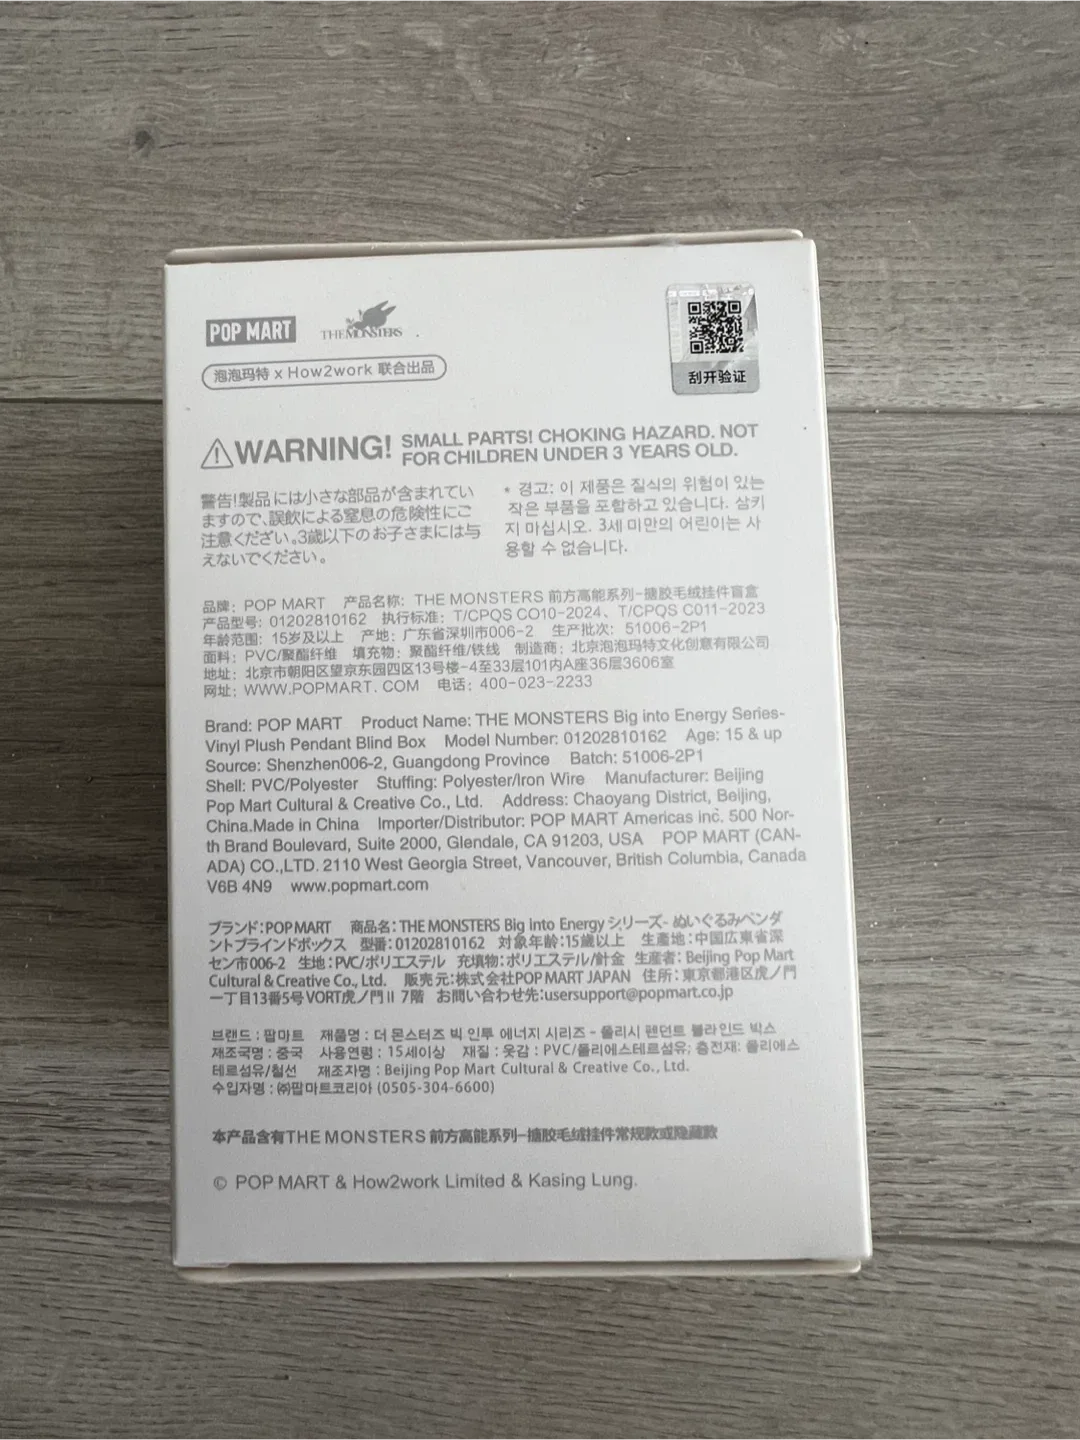 POP MART THE MONSTERS
泡泡玛特 x How2work 联合出品
刮开验证
WARNING! SMALL PARTS! CHOKING HAZARD. NOT
FOR CHILDREN UNDER 3 YEARS OLD.
警告!製品には小さな部品が含まれてい
ますので、誤飲による窒息の危険性にご
注意ください。3歳以下のお子さまには与
えないでください。
* 경고: 이 제품은 질식의 위험이 있는
작은 부품을 포함하고 있습니다. 삼키
지 마십시오. 3세 미만의 어린이는 사
용할 수 없습니다.
品牌: POP MART 产品名称: THE MONSTERS 前方高能系列-搪胶毛绒挂件盲盒
产品型号: 01202810162 执行标准: T/CPQS CO10-2024、T/CPQS C011-2023
年龄范围: 15岁及以上 产地: 广东省深圳市006-2 生产批次: 51006-2P1
面料: PVC/聚酯纤维 填充物: 聚酯纤维/铁线 制造商: 北京泡泡玛特文化创意有限公司
地址: 北京市朝阳区望京东园四区13号楼-4至33层101内A座36层3606室
网址: WWW.POPMART. COM 电话: 400-023-2233
Brand: POP MART Product Name: THE MONSTERS Big into Energy Series-
Vinyl Plush Pendant Blind Box Model Number: 01202810162 Age: 15 & up
Source: Shenzhen006-2, Guangdong Province Batch: 51006-2P1
Shell: PVC/Polyester Stuffing: Polyester/Iron Wire Manufacturer: Beijing
Pop Mart Cultural & Creative Co., Ltd. Address: Chaoyang District, Beijing,
China.Made in China Importer/Distributor: POP MART Americas inc. 500 Nor-
th Brand Boulevard, Suite 2000, Glendale, CA 91203, USA POP MART (CAN-
ADA) CO.,LTD. 2110 West Georgia Street, Vancouver, British Columbia, Canada
V6B 4N9 www.popmart.com
ブランド:POP MART 商品名:THE MONSTERS Big Into Energy シリーズ- ぬいぐるみペンダ
ントブラインドボックス 型番:01202810162 対象年齢:15歳以上 生産地:中国広東省深
セン市006-2 生地:PVC/ポリエステル 充填物:ポリエステル/針金 生産者:Beijing Pop Mart
Cultural & Creative Co., Ltd. 販売元:株式会社POP MART JAPAN 住所:東京都港区虎ノ門
一丁目13番5号VORT虎ノ門II 7階 お問い合わせ先:usersupport@popmart.co.jp
브랜드 : 팝마트 제품명 : 더 몬스터즈 빅 인투 에너지 시리즈 - 플러시 펜던트 블라인드 박스
제조국명 : 중국 사용연령 : 15세이상 재질 : 옷감 : PVC/폴리에스테르섬유; 충전재: 폴리에스
테르섬유/철선 제조자명 : Beijing Pop Mart Cultural & Creative Co., Ltd.
수입자명 : ㈜팝마트코리아 (0505-304-6600)
本产品含有THE MONSTERS 前方高能系列-搪胶毛绒挂件常规款或隐藏款
© POP MART & How2work Limited & Kasing Lung.